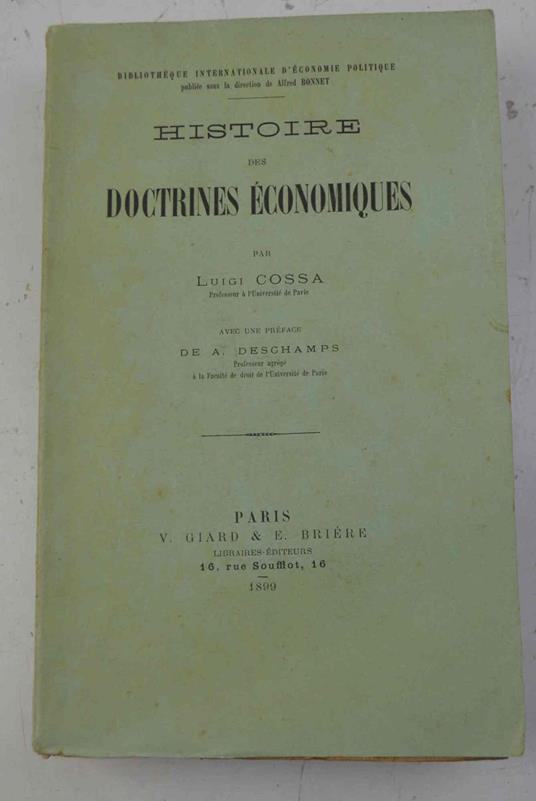 BIBLIOTHÈQUE INTERNATIONALE D'ÉCONOMIE POLITIQUE
publiée sous la direction de Alfred BONNET
HISTOIRE
DES
DOCTRINES ÉCONOMIQUES
PAR
LUIGI COSSA
Professeur à l'Université de Pavie
AVEC UNE PRÉFACE
DE A. DESCHAMPS
Professeur agrégé
à la Faculté de droit de l'Université de Paris
PARIS
V. GIARD & E. BRIÈRE
LIBRAIRES-ÉDITEURS
16, rue Soufflot, 16
1899